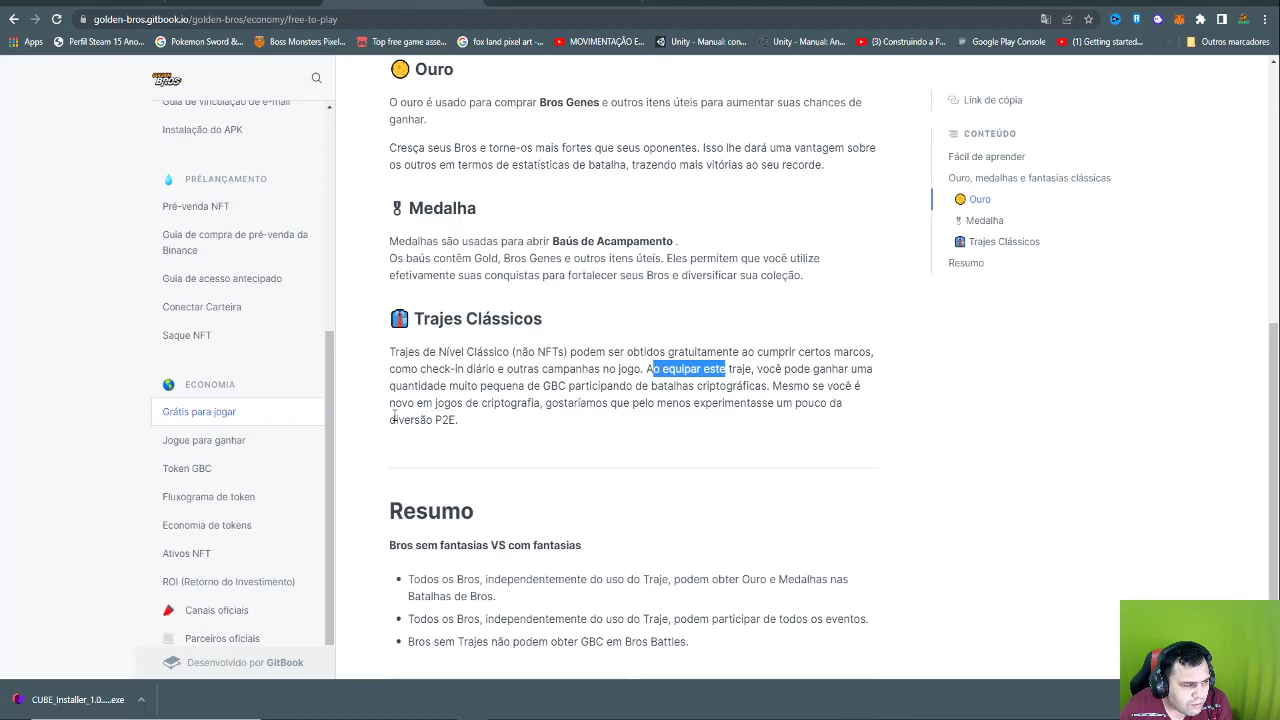 golden-bros.gitbook.io/golden-bros/economy/free-to-play
Apps
Perfil Steam 15 Ano...
Pokemon Sword &...
Boss Monsters Pixel...
Top free game asse...
fox land pixel art -...
MOVIMENTAÇÃO E...
Unity - Manual: con...
Unity - Manual: An...
(3) Construindo a P...
Google Play Console
(1) Getting started...
Outros marcadores
GOLDEN BROS
Guia de vinculação de e-mail
Instalação do APK
PRÉLANÇAMENTO
Pré-venda NFT
Guia de compra de pré-venda da
Binance
Guia de acesso antecipado
Conectar Carteira
Saque NFT
ECONOMIA
Grátis para jogar
Jogue para ganhar
Token GBC
Fluxograma de token
Economia de tokens
Ativos NFT
ROI (Retorno do Investimento)
Canais oficiais
Parceiros oficiais
Desenvolvido por GitBook
Ouro
O ouro é usado para comprar Bros Genes e outros itens úteis para aumentar suas chances de
ganhar.
Cresça seus Bros e torne-os mais fortes que seus oponentes. Isso lhe dará uma vantagem sobre
os outros em termos de estatísticas de batalha, trazendo mais vitórias ao seu recorde.
Medalha
Medalhas são usadas para abrir Baús de Acampamento .
Os baús contêm Gold, Bros Genes e outros itens úteis. Eles permitem que você utilize
efetivamente suas conquistas para fortalecer seus Bros e diversificar sua coleção.
Trajes Clássicos
Trajes de Nível Clássico (não NFTs) podem ser obtidos gratuitamente ao cumprir certos marcos,
como check-in diário e outras campanhas no jogo. Ao equipar este traje, você pode ganhar uma
quantidade muito pequena de GBC participando de batalhas criptográficas. Mesmo se você é
novo em jogos de criptografia, gostaríamos que pelo menos experimentasse um pouco da
diversão P2E.
Resumo
Bros sem fantasias VS com fantasias
Todos os Bros, independentemente do uso do Traje, podem obter Ouro e Medalhas nas
Batalhas de Bros.
Todos os Bros, independentemente do uso do Traje, podem participar de todos os eventos.
Bros sem Trajes não podem obter GBC em Bros Battles.
Link de cópia
CONTEÚDO
Fácil de aprender
Ouro, medalhas e fantasias clássicas
Ouro
Medalha
Trajes Clássicos
Resumo
CUBE_Installer_1.0.....exe